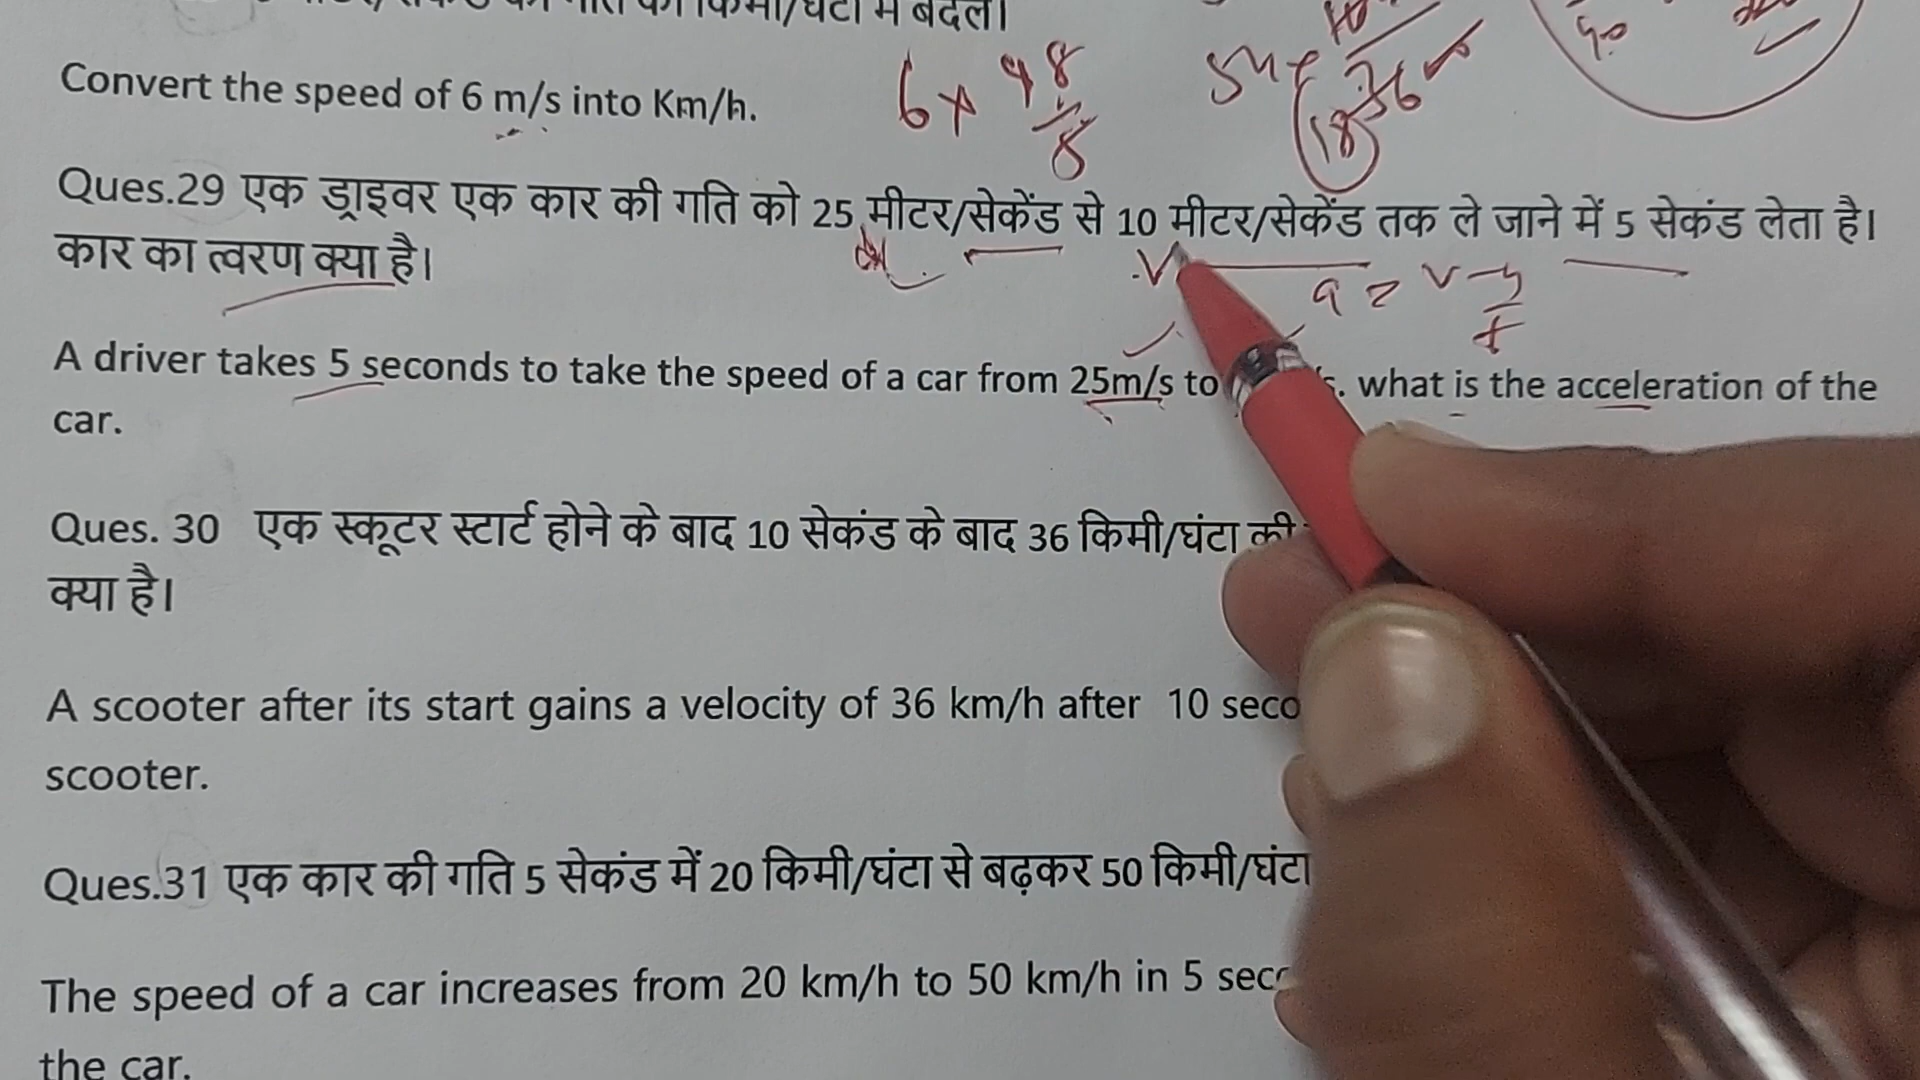 किमी/घंटा में बदलें।
Convert the speed of 6 m/s into Km/h.
6 ×
18
Ques.29 एक ड्राइवर एक कार की गति को 25 मीटर/सेकेंड से 10 मीटर/सेकेंड तक ले जाने में 5 सेकंड लेता है।
कार का त्वरण क्या है।
v
a = v-u
t
A driver takes 5 seconds to take the speed of a car from 25m/s to what is the acceleration of the
car.
Ques. 30 एक स्कूटर स्टार्ट होने के बाद 10 सेकंड के बाद 36 किमी/घंटा की
क्या है।
A scooter after its start gains a velocity of 36 km/h after 10
scooter.
Ques.31 एक कार की गति 5 सेकंड में 20 किमी/घंटा से बढ़कर 50 किमी/घंटा
The speed of a car increases from 20 km/h to 50 km/h in 5
the car.